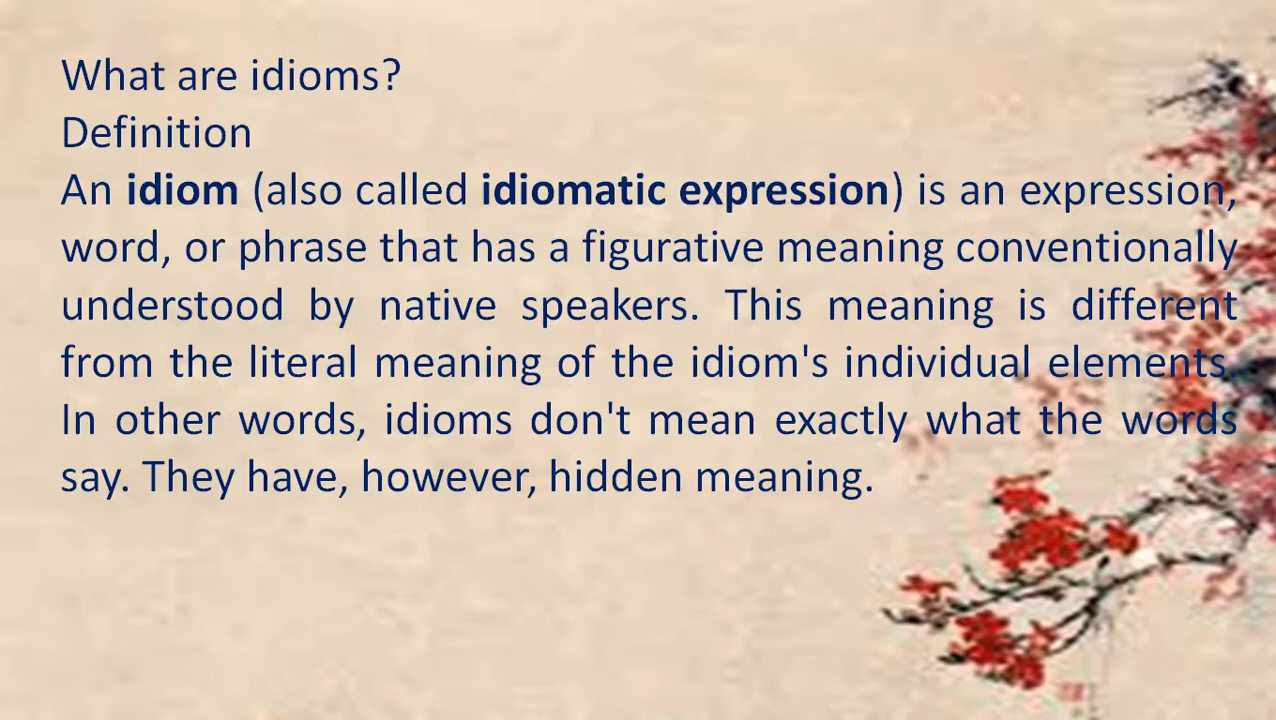 What are idioms?
Definition
An idiom (also called idiomatic expression) is an expression,
word, or phrase that has a figurative meaning conventionally
understood by native speakers. This meaning is different
from the literal meaning of the idiom's individual elements.
In other words, idioms don't mean exactly what the words
say. They have, however, hidden meaning.